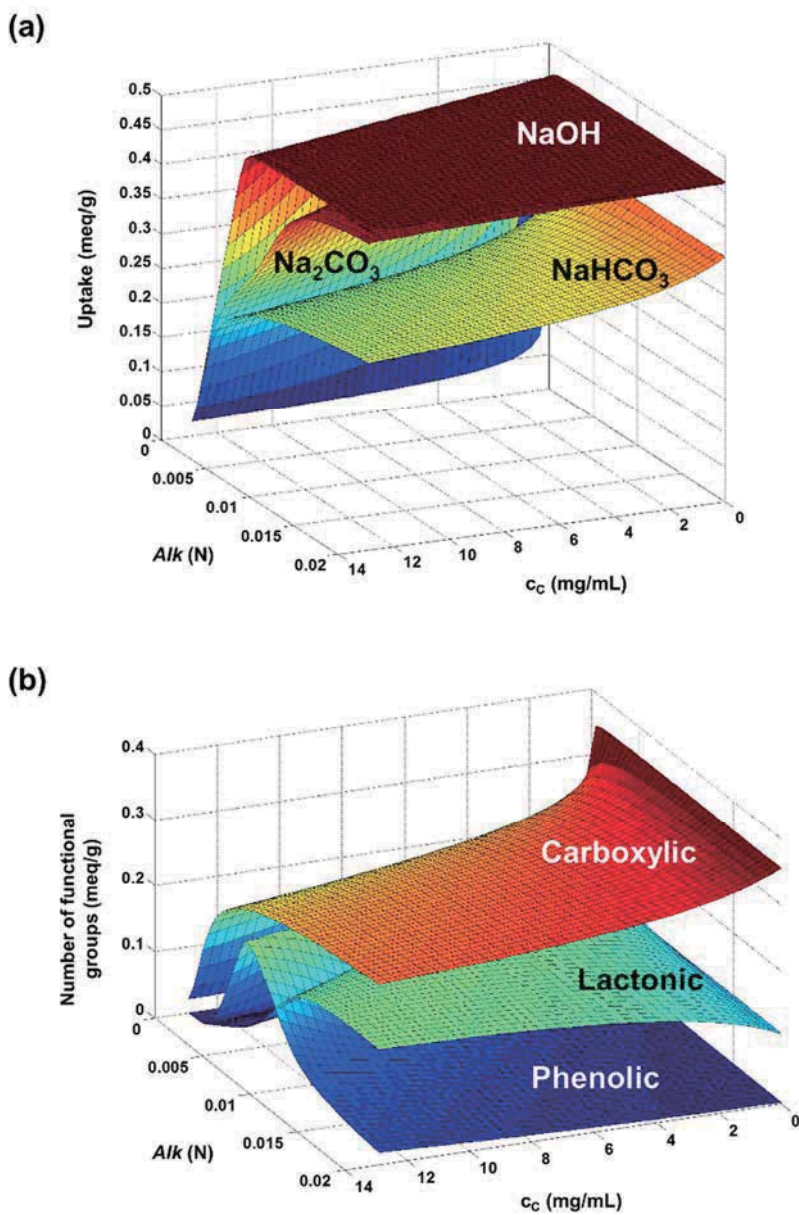 (a)
0.5
0.45
0.4
0.35
0.3
0.25
0.2
0.15
0.1
0.05
0
Uptake (meq/g)
NaOH
Na₂CO₃
NaHCO₃
0
0.005
0.01
0.015
0.02
Alk (N)
14
12
10
8
6
4
2
0
c_C (mg/mL)
(b)
0.4
0.3
0.2
0.1
0
Number of functional
groups (meq/g)
Carboxylic
Lactonic
Phenolic
0
0.005
0.01
0.015
0.02
Alk (N)
14
12
10
8
6
4
2
0
c_C (mg/mL)